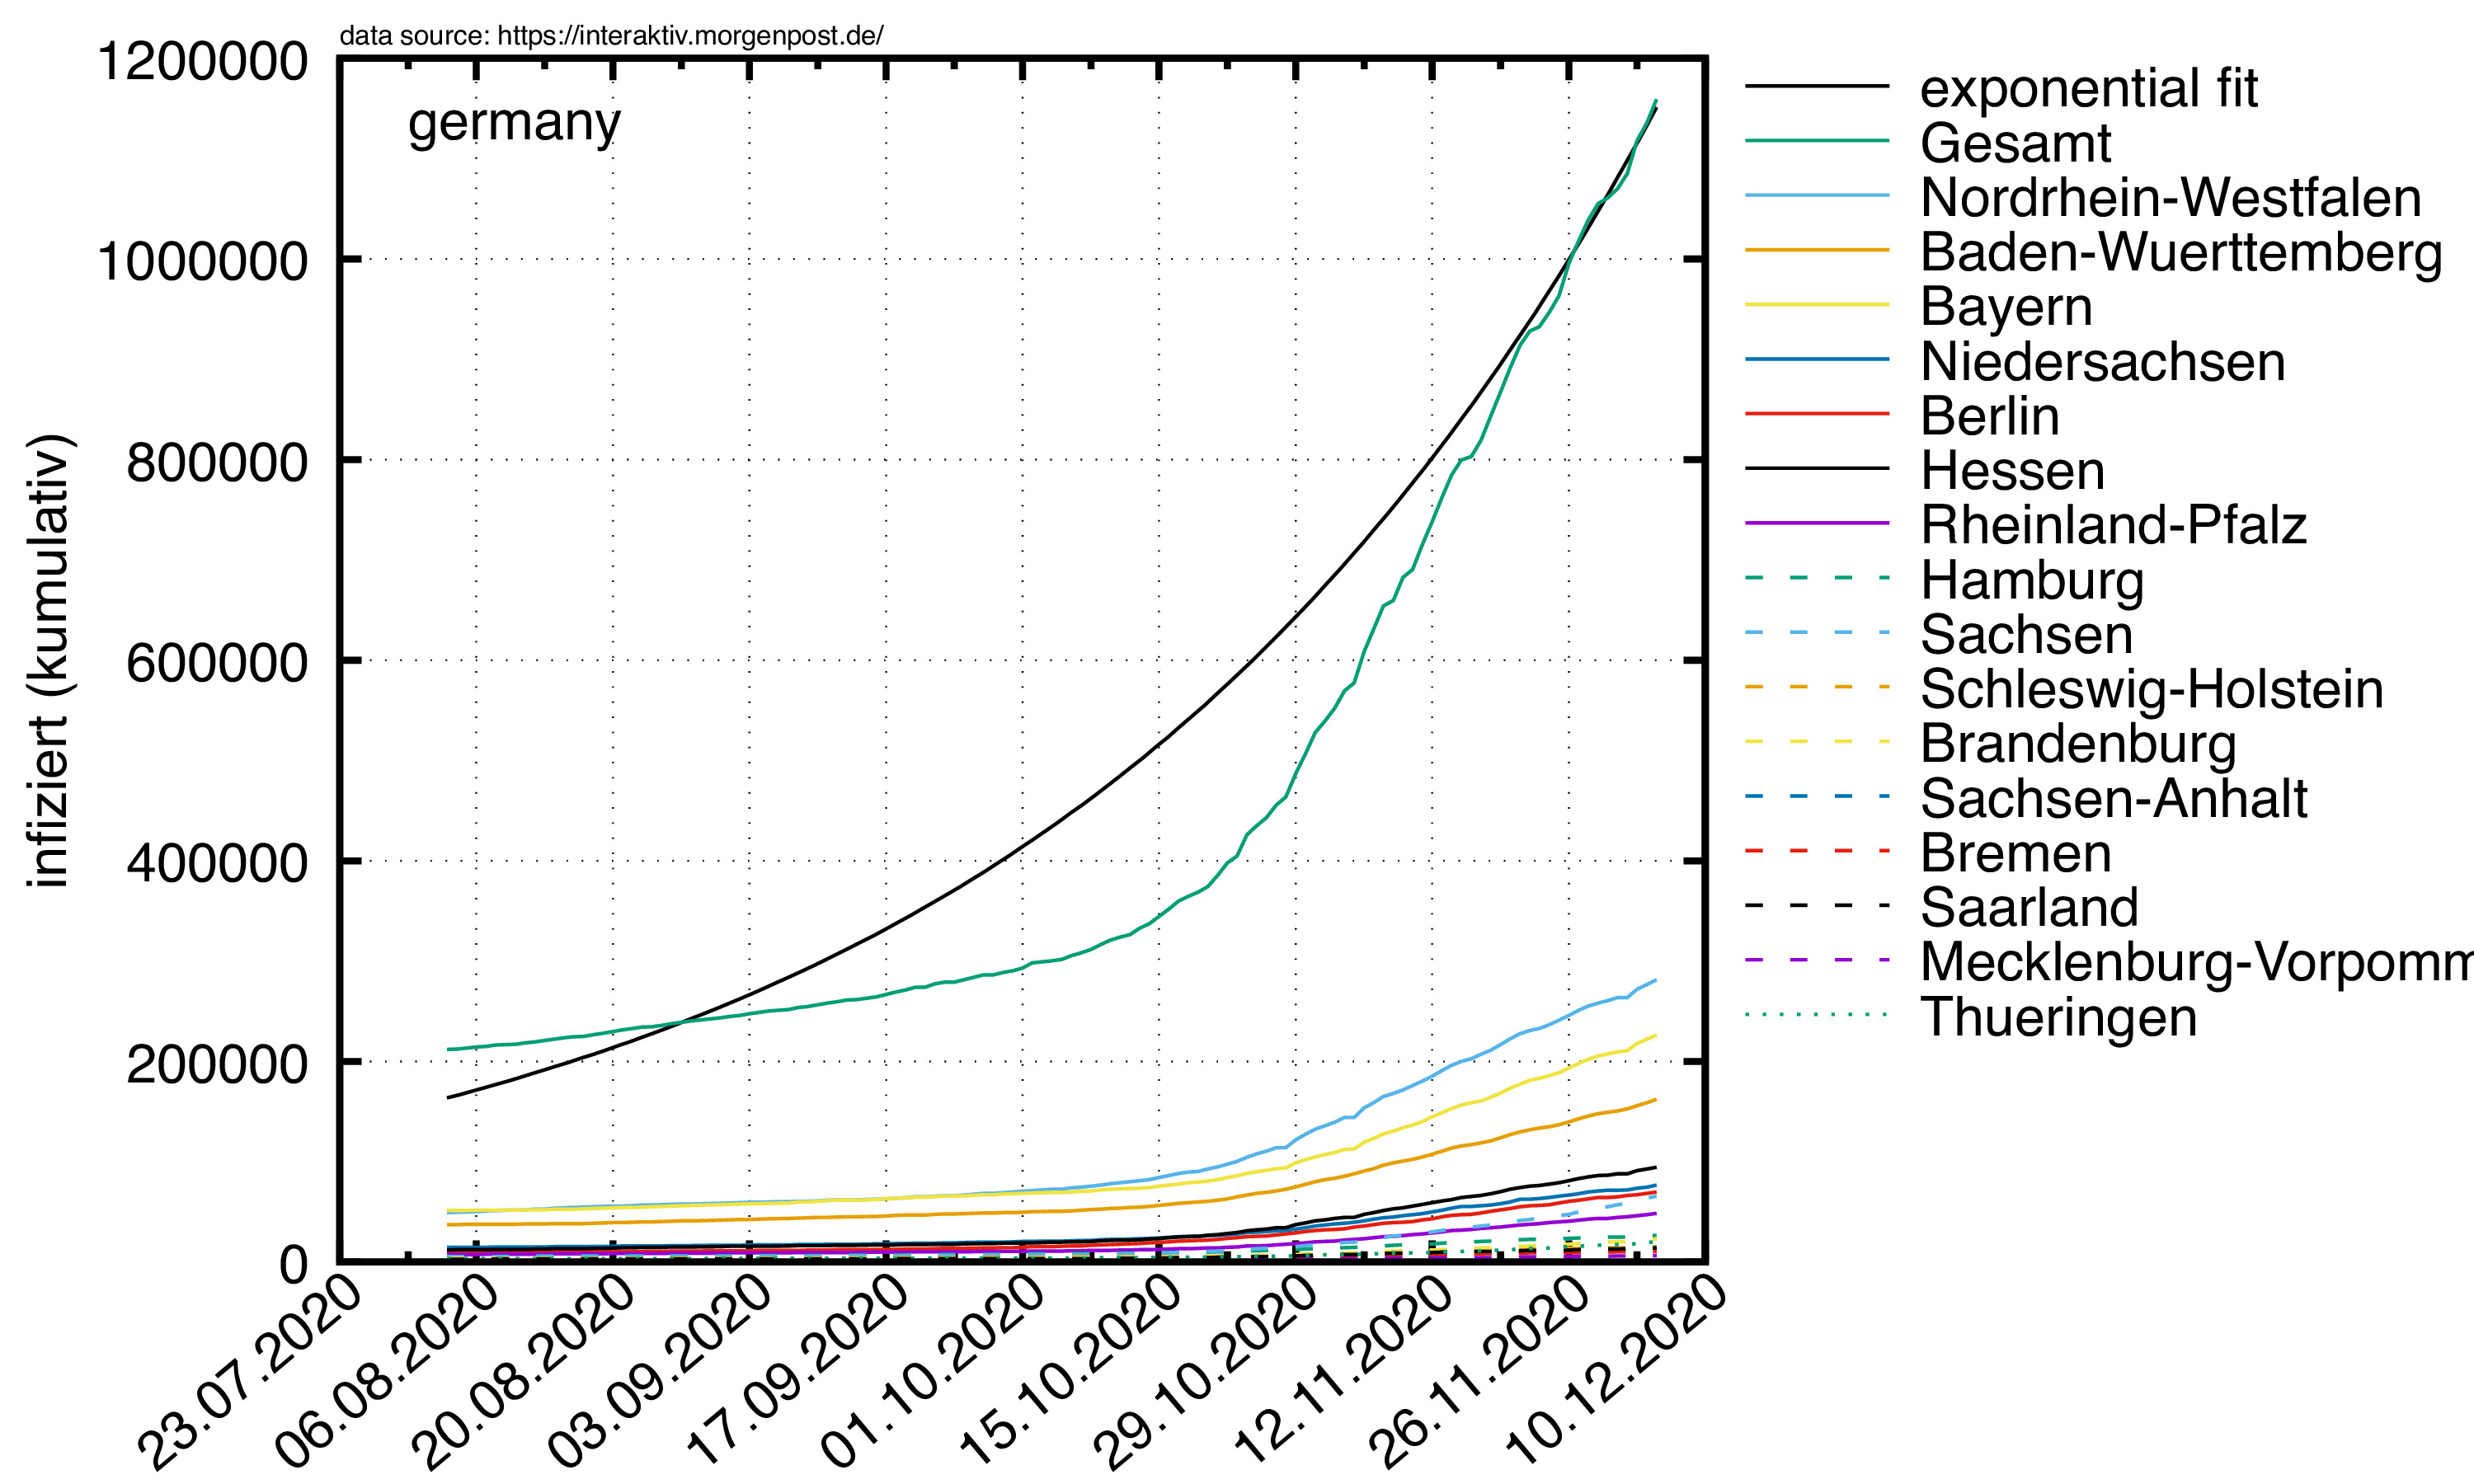 data source: https://interaktiv.morgenpost.de/
germany
infiziert (kumulativ)
1200000
1000000
800000
600000
400000
200000
0
23.07.2020
06.08.2020
20.08.2020
03.09.2020
17.09.2020
01.10.2020
15.10.2020
29.10.2020
12.11.2020
26.11.2020
10.12.2020
exponential fit
Gesamt
Nordrhein-Westfalen
Baden-Wuerttemberg
Bayern
Niedersachsen
Berlin
Hessen
Rheinland-Pfalz
Hamburg
Sachsen
Schleswig-Holstein
Brandenburg
Sachsen-Anhalt
Bremen
Saarland
Mecklenburg-Vorpomm
Thueringen